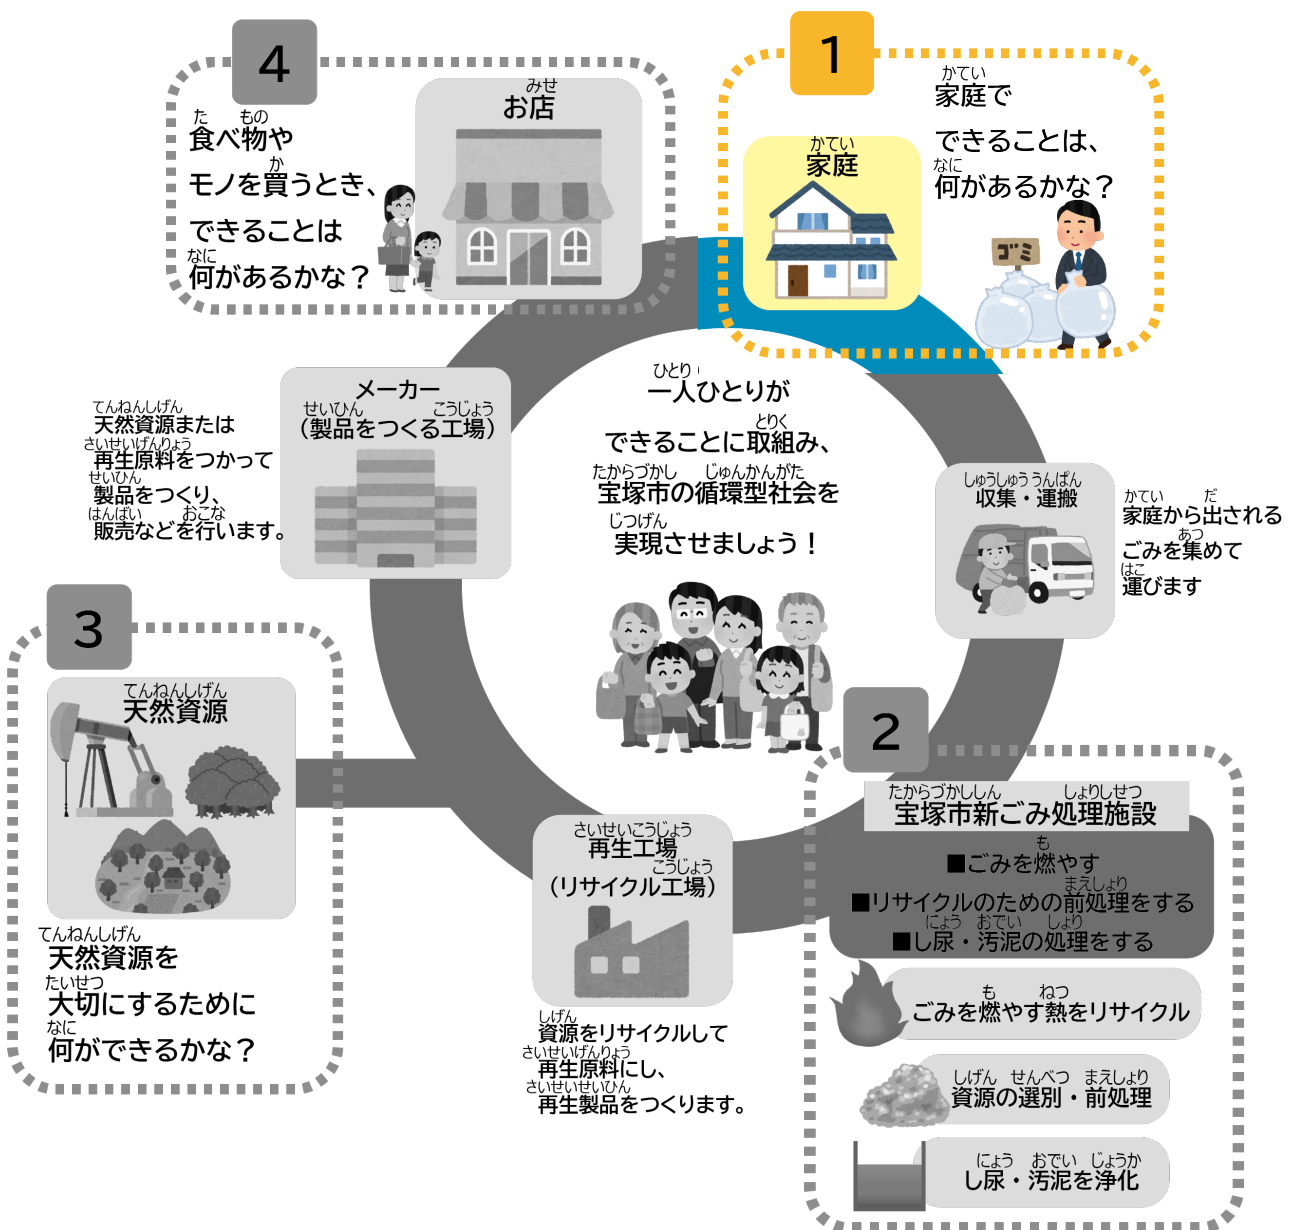 1
家庭で
できることは、
何があるかな？
家庭
ゴミ
一人ひとりが
できることに取組み、
宝塚市の循環型社会を
実現させましょう！
収集・運搬
家庭から出される
ごみを集めて
運びます
2
宝塚市新ごみ処理施設
■ごみを燃やす
■リサイクルのための前処理をする
■し尿・汚泥の処理をする
ごみを燃やす熱をリサイクル
資源の選別・前処理
し尿・汚泥を浄化
再生工場
（リサイクル工場）
資源をリサイクルして
再生原料にし、
再生製品をつくります。
3
天然資源
天然資源を
大切にするために
何ができるかな？
メーカー
（製品をつくる工場）
天然資源または
再生原料をつかって
製品をつくり、
販売などを行います。
4
食べ物や
モノを買うとき、
できることは
何があるかな？
お店